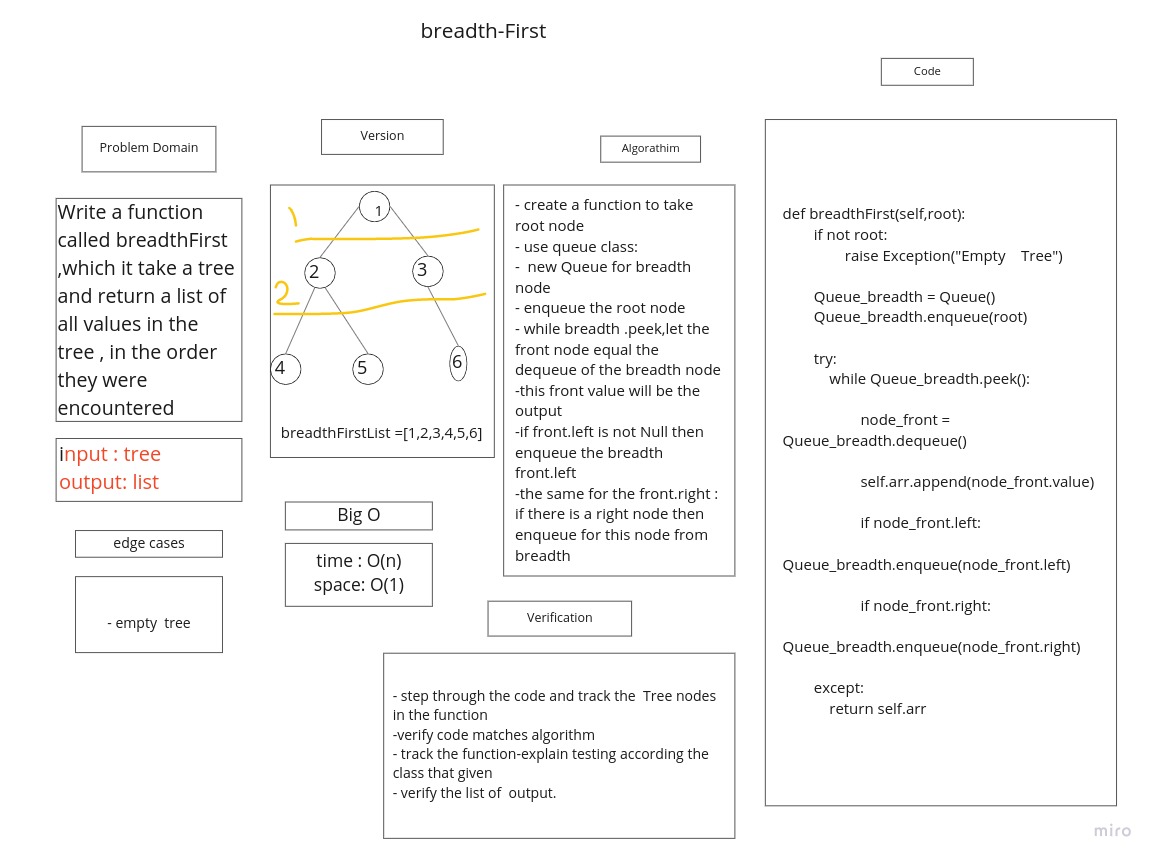 breadth-First
Problem Domain
Write a function
called breadthFirst
,which it take a tree
and return a list of
all values in the
tree , in the order
they were
encountered
input : tree
output: list
edge cases
- empty tree
Version
1
1
2
3
2
4
5
6
breadthFirstList =[1,2,3,4,5,6]
Big O
time : O(n)
space: O(1)
Algorathim
- create a function to take
root node
- use queue class:
- new Queue for breadth
node
- enqueue the root node
- while breadth .peek,let the
front node equal the
dequeue of the breadth node
-this front value will be the
output
-if front.left is not Null then
enqueue the breadth
front.left
-the same for the front.right :
if there is a right node then
enqueue for this node from
breadth
Verification
- step through the code and track the Tree nodes
in the function
-verify code matches algorithm
- track the function-explain testing according the
class that given
- verify the list of output.
Code
def breadthFirst(self,root):
if not root:
raise Exception("Empty Tree")
Queue_breadth = Queue()
Queue_breadth.enqueue(root)
try:
while Queue_breadth.peek():
node_front =
Queue_breadth.dequeue()
self.arr.append(node_front.value)
if node_front.left:
Queue_breadth.enqueue(node_front.left)
if node_front.right:
Queue_breadth.enqueue(node_front.right)
except:
return self.arr
miro